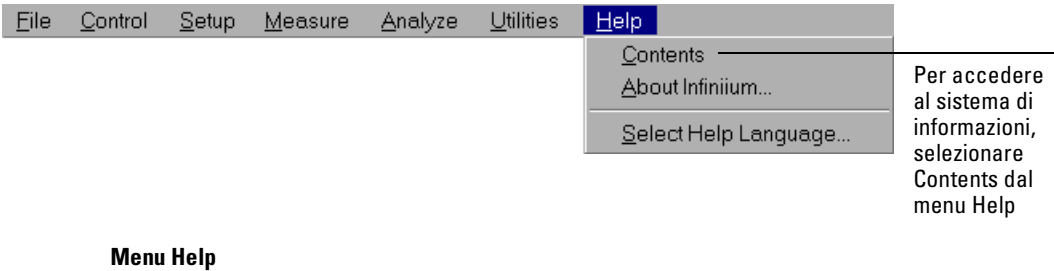 File Control Setup Measure Analyze Utilities Help
Contents
About Infiniium...
Select Help Language...
Per accedere
al sistema di
informazioni,
selezionare
Contents dal
menu Help
Menu Help